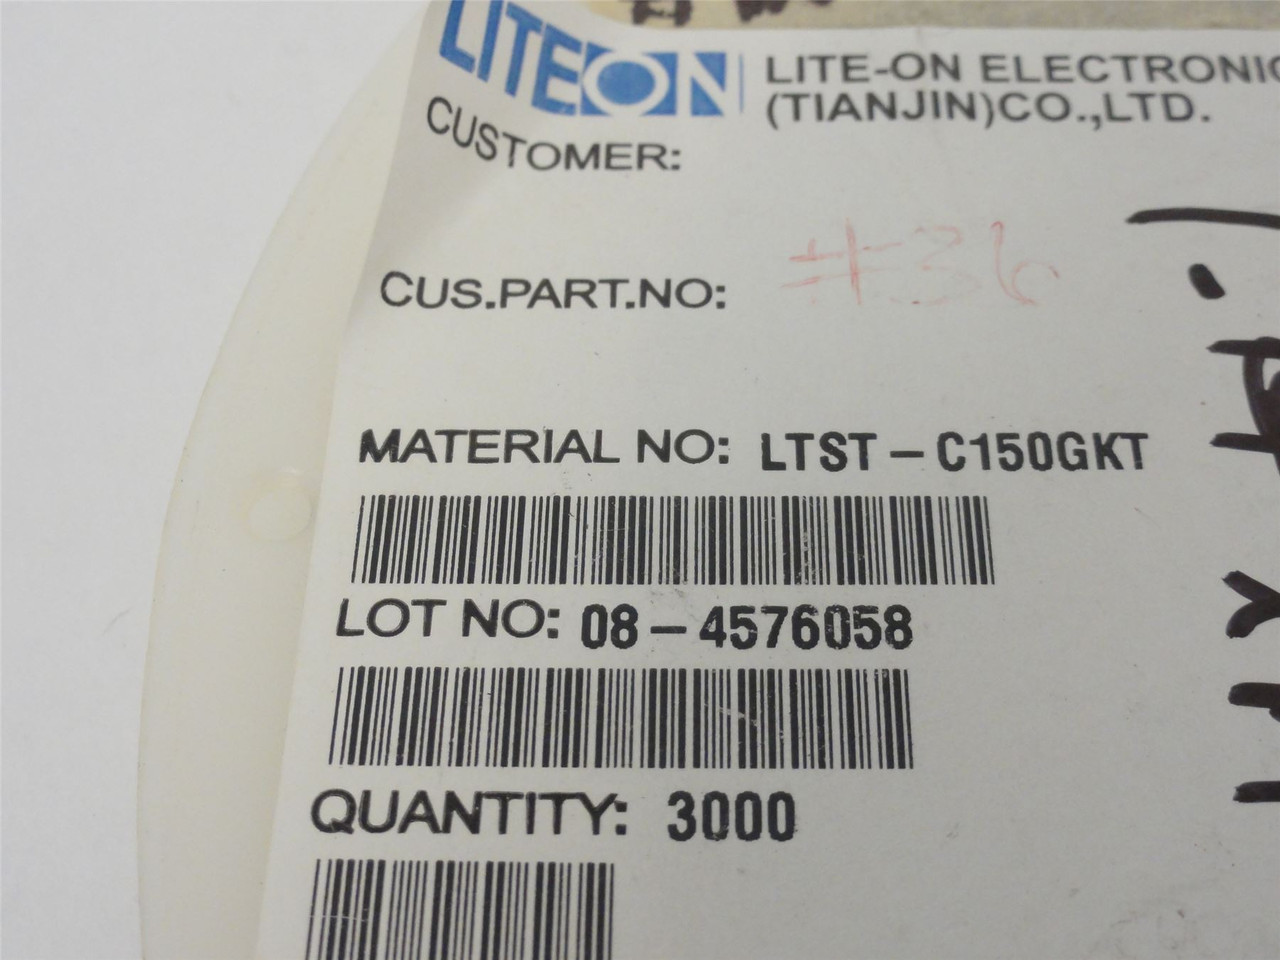 LITEON LITE-ON ELECTRONIC
(TIANJIN)CO.,LTD.
CUSTOMER:
#36
CUS.PART.NO:
MATERIAL NO: LTST-C150GKT
LOT NO: 08-4576058
QUANTITY: 3000